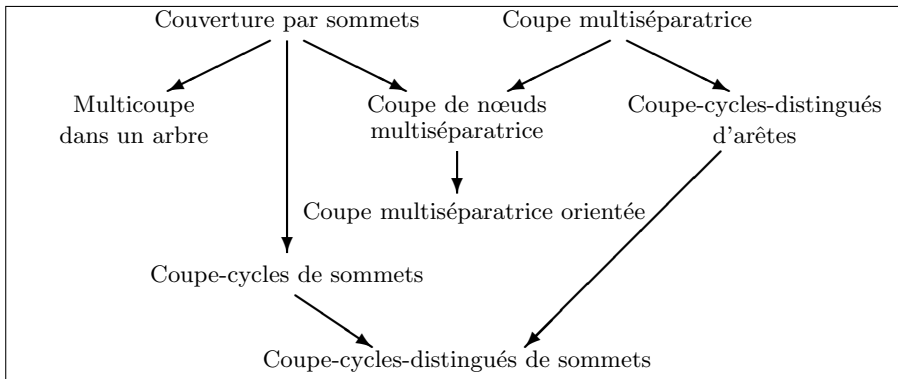 Couverture par sommets
Coupe multiséparatrice
Multicoupe
dans un arbre
Coupe de nœuds
multiséparatrice
Coupe-cycles-distingués
d'arêtes
Coupe multiséparatrice orientée
Coupe-cycles de sommets
Coupe-cycles-distingués de sommets